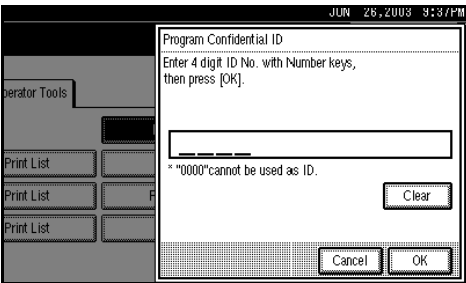 JUN 26,2003 9:37PM
Program Confidential ID
Enter 4 digit ID No. with Number keys,
then press [OK].
perator Tools
* "0000"cannot be used as ID.
Print List
Print List
F
Print List
Clear
Cancel
OK